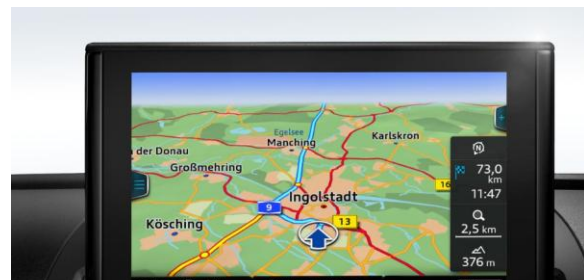 Egelsee
Manching
Karlskron
der Donau
Großmehring
Ingolstadt
Kösching
9
13
16
N
73,0
km
11:47
2,5 km
376 m